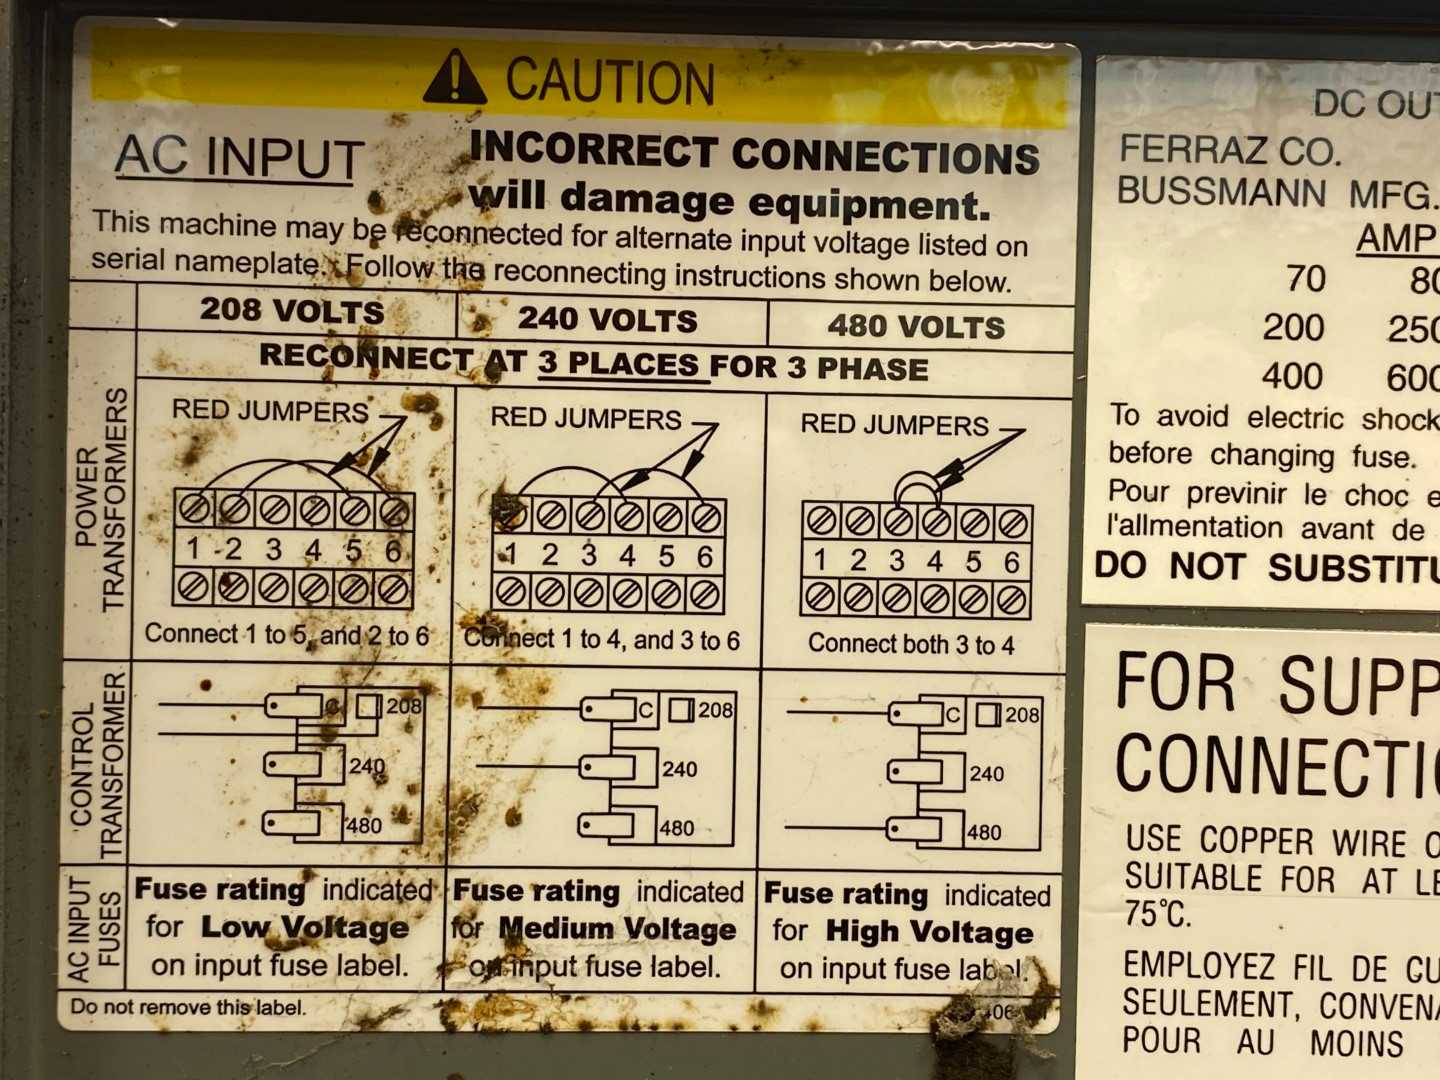 CAUTION
AC INPUT
INCORRECT CONNECTIONS
will damage equipment.
This machine may be reconnected for alternate input voltage listed on
serial nameplate. Follow the reconnecting instructions shown below.
208 VOLTS 240 VOLTS 480 VOLTS
RECONNECT AT 3 PLACES FOR 3 PHASE
POWER
TRANSFORMERS
RED JUMPERS RED JUMPERS RED JUMPERS
1 2 3 4 5 6 1 2 3 4 5 6 1 2 3 4 5 6
Connect 1 to 5, and 2 to 6 Connect 1 to 4, and 3 to 6 Connect both 3 to 4
CONTROL
TRANSFORMER
C 208 C 208 C 208
240 240 240
480 480 480
AC INPUT
FUSES
Fuse rating indicated Fuse rating indicated Fuse rating indicated
for Low Voltage for Medium Voltage for High Voltage
on input fuse label. on input fuse label. on input fuse label.
Do not remove this label.
DC OU
FERRAZ CO.
BUSSMANN MFG.
AMP
70 80
200 250
400 600
To avoid electric shock
before changing fuse.
Pour prevenir le choc e
l'allmentation avant de
DO NOT SUBSTITU
FOR SUPP
CONNECTIO
USE COPPER WIRE O
SUITABLE FOR AT LE
75°C.
EMPLOYEZ FIL DE CU
SEULEMENT, CONVENA
POUR AU MOINS